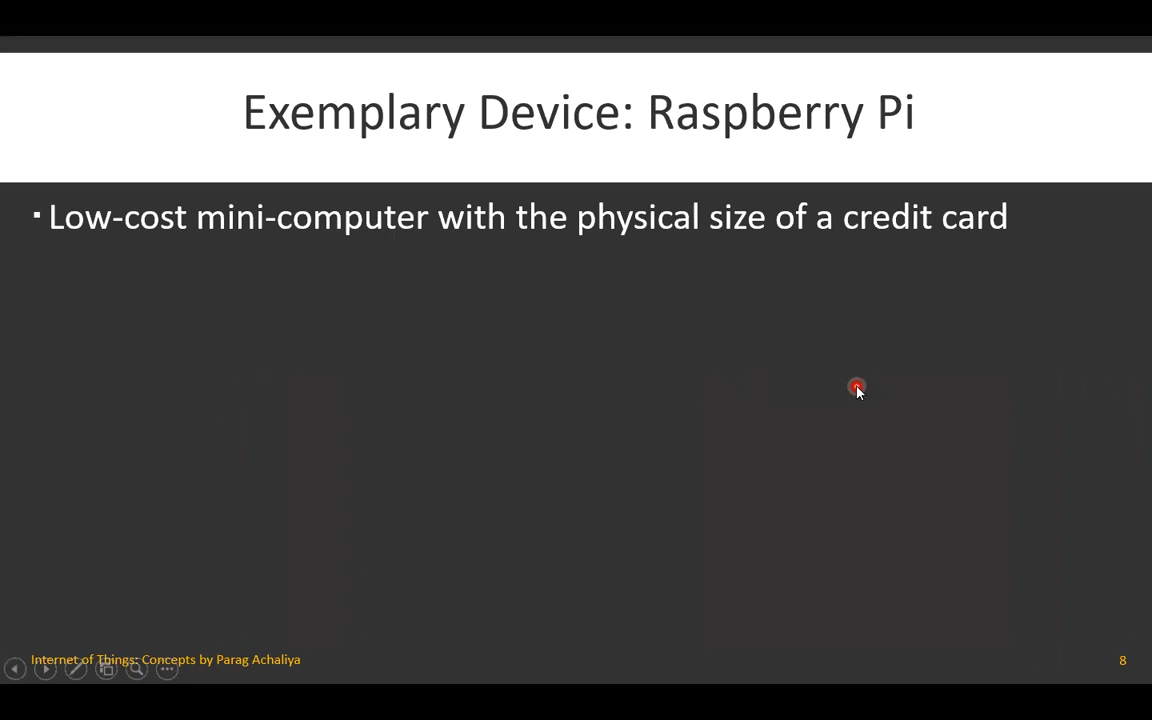 Exemplary Device: Raspberry Pi
▪ Low-cost mini-computer with the physical size of a credit card
Internet of Things: Concepts by Parag Achaliya
8